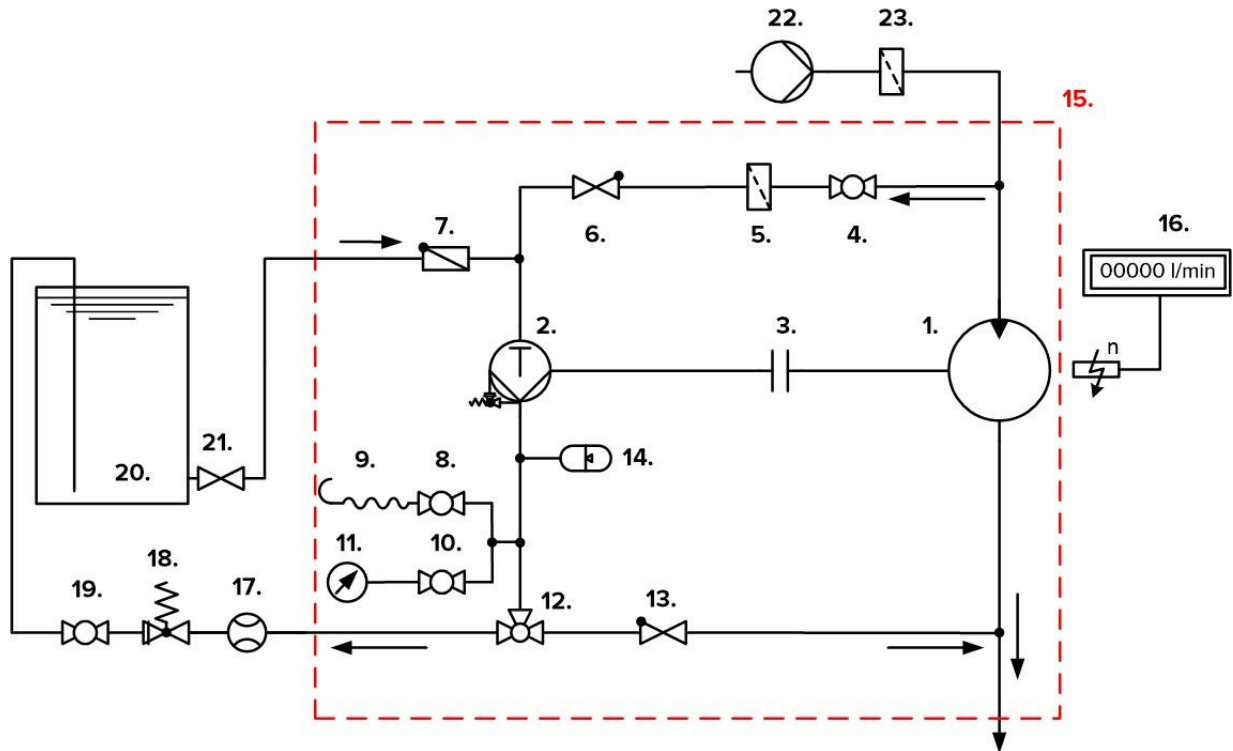 22. 23.
15.
7. 6. 5. 4. 16.
00000 l/min
2. 3. 1.
n
21.
20. 9. 8. 14.
11. 10.
19. 18. 17. 12. 13.